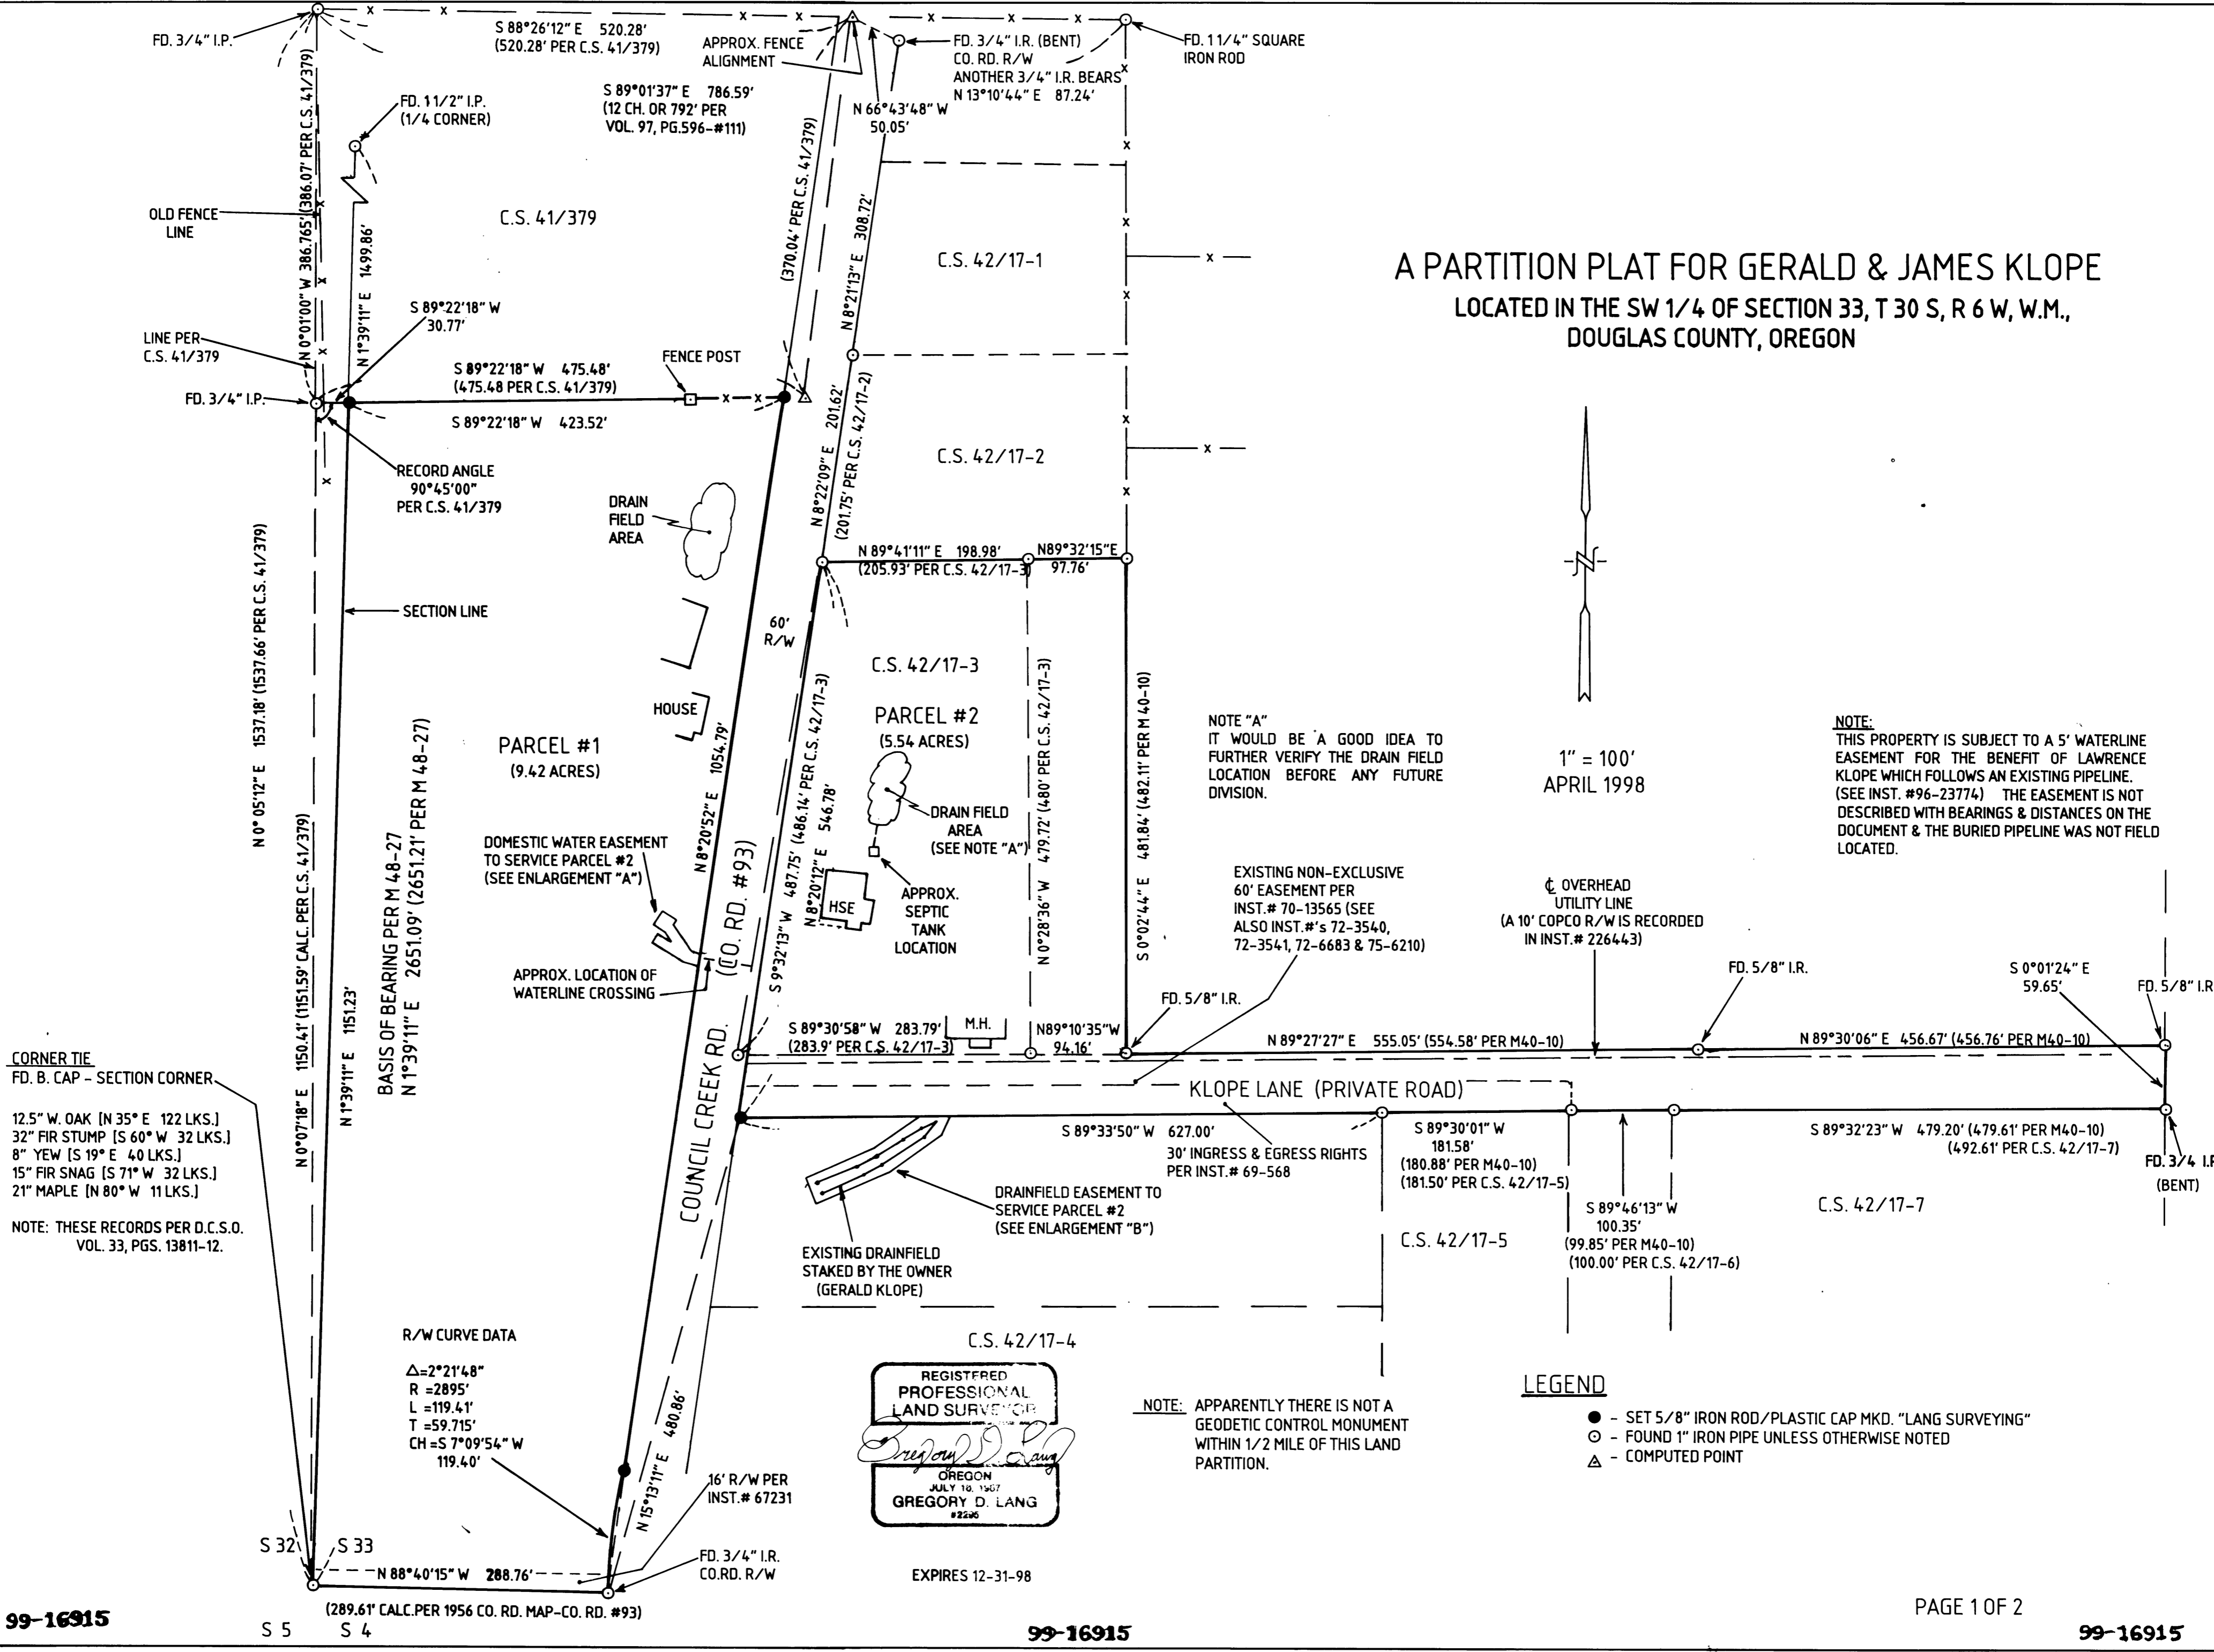 A PARTITION PLAT FOR GERALD & JAMES KLOPE
LOCATED IN THE SW 1/4 OF SECTION 33, T 30 S, R 6 W, W.M.,
DOUGLAS COUNTY, OREGON
FD. 3/4" I.P.
S 88°26'12" E 520.28'
(520.28' PER C.S. 41/379)
APPROX. FENCE
ALIGNMENT
FD. 3/4" I.R. (BENT)
CO. RD. R/W
ANOTHER 3/4" I.R. BEARS
N 13°10'44" E 87.24'
FD. 1 1/4" SQUARE
IRON ROD
S 89°01'37" E 786.59'
(12 CH. OR 792' PER
VOL. 97, PG.596-#111)
N 66°43'48" W
50.05'
FD. 1 1/2" I.P.
(1/4 CORNER)
N 0°01'00" W 386.765' (386.07' PER C.S. 41/379)
N 1°39'11" E 1499.86'
(370.04' PER C.S. 41/379)
N 8°21'13" E 308.72'
OLD FENCE
LINE
C.S. 41/379
C.S. 42/17-1
LINE PER
C.S. 41/379
S 89°22'18" W
30.77'
FENCE POST
S 89°22'18" W 475.48'
(475.48 PER C.S. 41/379)
FD. 3/4" I.P.
S 89°22'18" W 423.52'
N 8°22'09" E 201.62'
(201.75' PER C.S. 42/17-2)
C.S. 42/17-2
RECORD ANGLE
90°45'00"
PER C.S. 41/379
DRAIN
FIELD
AREA
N 89°41'11" E 198.98'
(205.93' PER C.S. 42/17-3)
N89°32'15"E
97.76'
N 0° 05'12" E 1537.18' (1537.66' PER C.S. 41/379)
SECTION LINE
60'
R/W
C.S. 42/17-3
PARCEL #2
(5.54 ACRES)
HOUSE
PARCEL #1
(9.42 ACRES)
N 8°20'52" E 1054.79'
S 9°32'13" W 487.75' (486.14' PER C.S. 42/17-3)
N 8°20'12" E 546.78'
N 0°28'36" W 479.72' (480' PER C.S. 42/17-3)
S 0°02'44" E 481.84' (482.11' PER M 40-10)
NOTE "A"
IT WOULD BE A GOOD IDEA TO
FURTHER VERIFY THE DRAIN FIELD
LOCATION BEFORE ANY FUTURE
DIVISION.
N
1" = 100'
APRIL 1998
NOTE:
THIS PROPERTY IS SUBJECT TO A 5' WATERLINE
EASEMENT FOR THE BENEFIT OF LAWRENCE
KLOPE WHICH FOLLOWS AN EXISTING PIPELINE.
(SEE INST. #96-23774) THE EASEMENT IS NOT
DESCRIBED WITH BEARINGS & DISTANCES ON THE
DOCUMENT & THE BURIED PIPELINE WAS NOT FIELD
LOCATED.
DRAIN FIELD
AREA
(SEE NOTE "A")
DOMESTIC WATER EASEMENT
TO SERVICE PARCEL #2
(SEE ENLARGEMENT "A")
BASIS OF BEARING PER M 48-27
N 1°39'11" E 2651.09' (2651.21' PER M 48-27)
HSE
APPROX.
SEPTIC
TANK
LOCATION
EXISTING NON-EXCLUSIVE
60' EASEMENT PER
INST.# 70-13565 (SEE
ALSO INST.#'s 72-3540,
72-3541, 72-6683 & 75-6210)
℄ OVERHEAD
UTILITY LINE
(A 10' COPCO R/W IS RECORDED
IN INST.# 226443)
N 0°07'18" E 1150.41' (1151.59' CALC. PER C.S. 41/379)
N 1°39'11" E 1151.23'
APPROX. LOCATION OF
WATERLINE CROSSING
COUNCIL CREEK RD.
(CO. RD. #93)
FD. 5/8" I.R.
FD. 5/8" I.R.
S 0°01'24" E
59.65'
FD. 5/8" I.R
S 89°30'58" W 283.79'
(283.9' PER C.S. 42/17-3)
M.H.
N89°10'35"W
94.16'
N 89°27'27" E 555.05' (554.58' PER M40-10)
N 89°30'06" E 456.67' (456.76' PER M40-10)
CORNER TIE
FD. B. CAP - SECTION CORNER
12.5" W. OAK [N 35° E 122 LKS.]
32" FIR STUMP [S 60° W 32 LKS.]
8" YEW [S 19° E 40 LKS.]
15" FIR SNAG [S 71° W 32 LKS.]
21" MAPLE [N 80° W 11 LKS.]
NOTE: THESE RECORDS PER D.C.S.O.
VOL. 33, PGS. 13811-12.
KLOPE LANE (PRIVATE ROAD)
S 89°33'50" W 627.00'
30' INGRESS & EGRESS RIGHTS
PER INST.# 69-568
S 89°30'01" W
181.58'
(180.88' PER M40-10)
(181.50' PER C.S. 42/17-5)
S 89°32'23" W 479.20' (479.61' PER M40-10)
(492.61' PER C.S. 42/17-7)
FD. 3/4 I.P
(BENT)
DRAINFIELD EASEMENT TO
SERVICE PARCEL #2
(SEE ENLARGEMENT "B")
S 89°46'13" W
100.35'
(99.85' PER M40-10)
(100.00' PER C.S. 42/17-6)
C.S. 42/17-7
C.S. 42/17-5
EXISTING DRAINFIELD
STAKED BY THE OWNER
(GERALD KLOPE)
R/W CURVE DATA
Δ=2°21'48"
R =2895'
L =119.41'
T =59.715'
CH =S 7°09'54" W
119.40'
C.S. 42/17-4
N 15°13'11" E 480.86'
REGISTERED
PROFESSIONAL
LAND SURVEYOR
Gregory D. Lang
OREGON
JULY 18, 1987
GREGORY D. LANG
#2295
EXPIRES 12-31-98
NOTE: APPARENTLY THERE IS NOT A
GEODETIC CONTROL MONUMENT
WITHIN 1/2 MILE OF THIS LAND
PARTITION.
LEGEND
- SET 5/8" IRON ROD/PLASTIC CAP MKD. "LANG SURVEYING"
- FOUND 1" IRON PIPE UNLESS OTHERWISE NOTED
- COMPUTED POINT
16' R/W PER
INST.# 67231
S 32
S 33
N 88°40'15" W 288.76'
FD. 3/4" I.R.
CO.RD. R/W
(289.61' CALC.PER 1956 CO. RD. MAP-CO. RD. #93)
S 5
S 4
PAGE 1 OF 2
99-16915
99-16915
99-16915